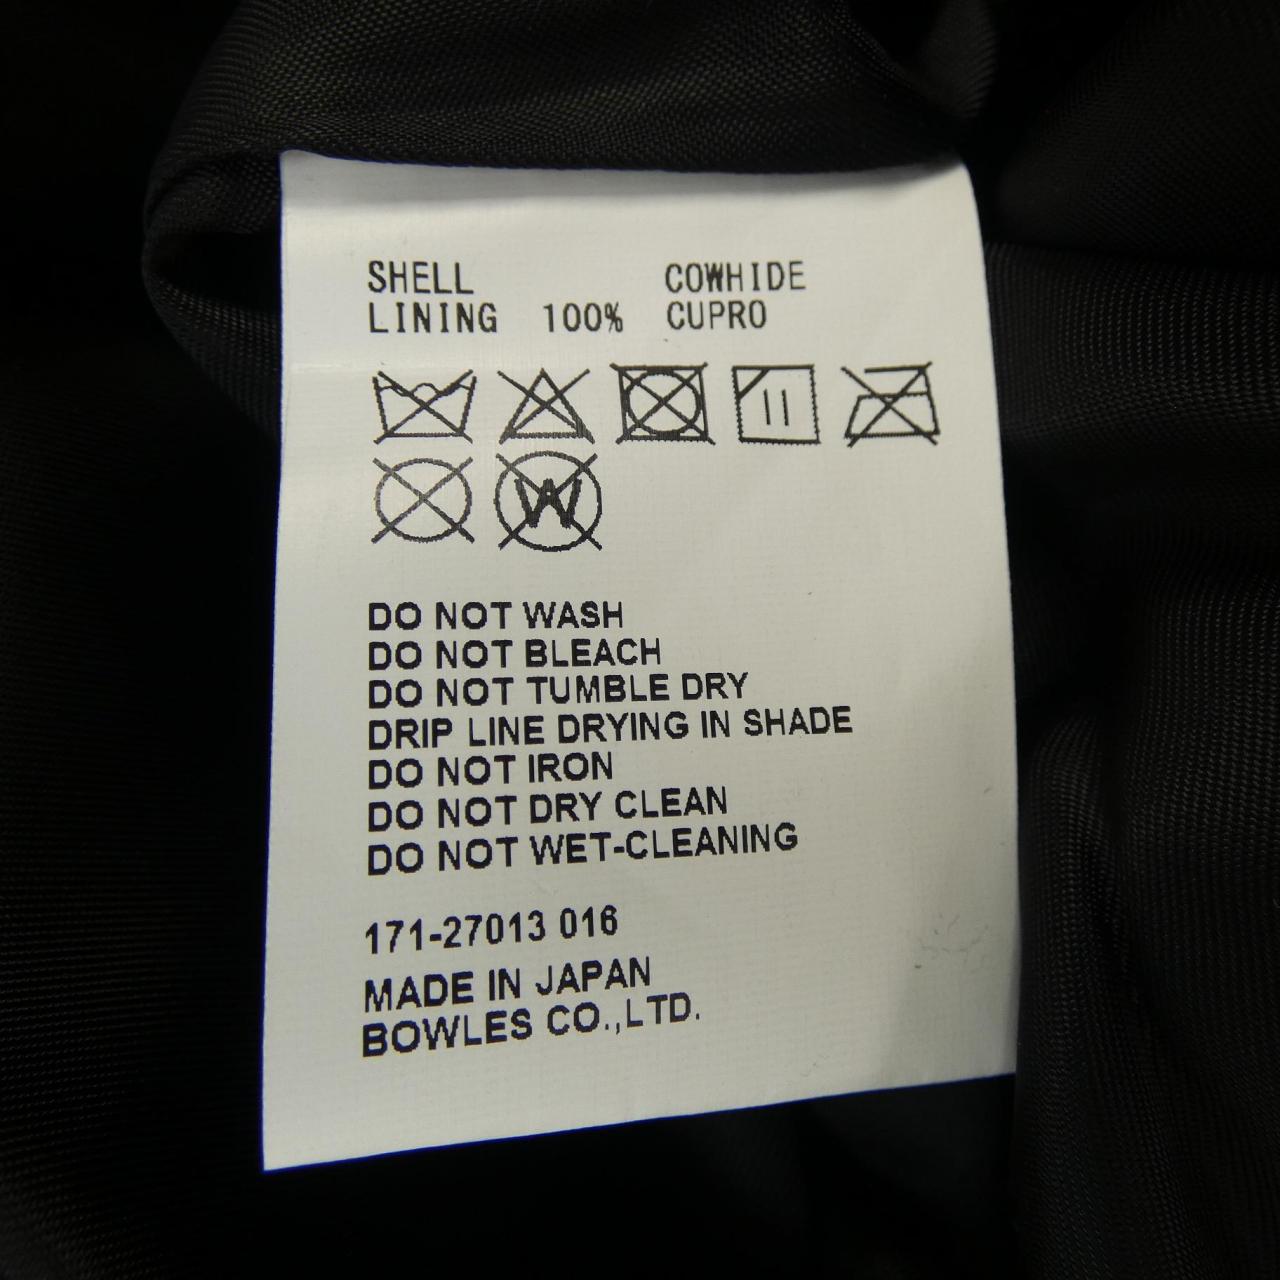 SHELL COWHIDE
LINING 100% CUPRO
W
DO NOT WASH
DO NOT BLEACH
DO NOT TUMBLE DRY
DRIP LINE DRYING IN SHADE
DO NOT IRON
DO NOT DRY CLEAN
DO NOT WET-CLEANING
171-27013 016
MADE IN JAPAN
BOWLES CO.,LTD.